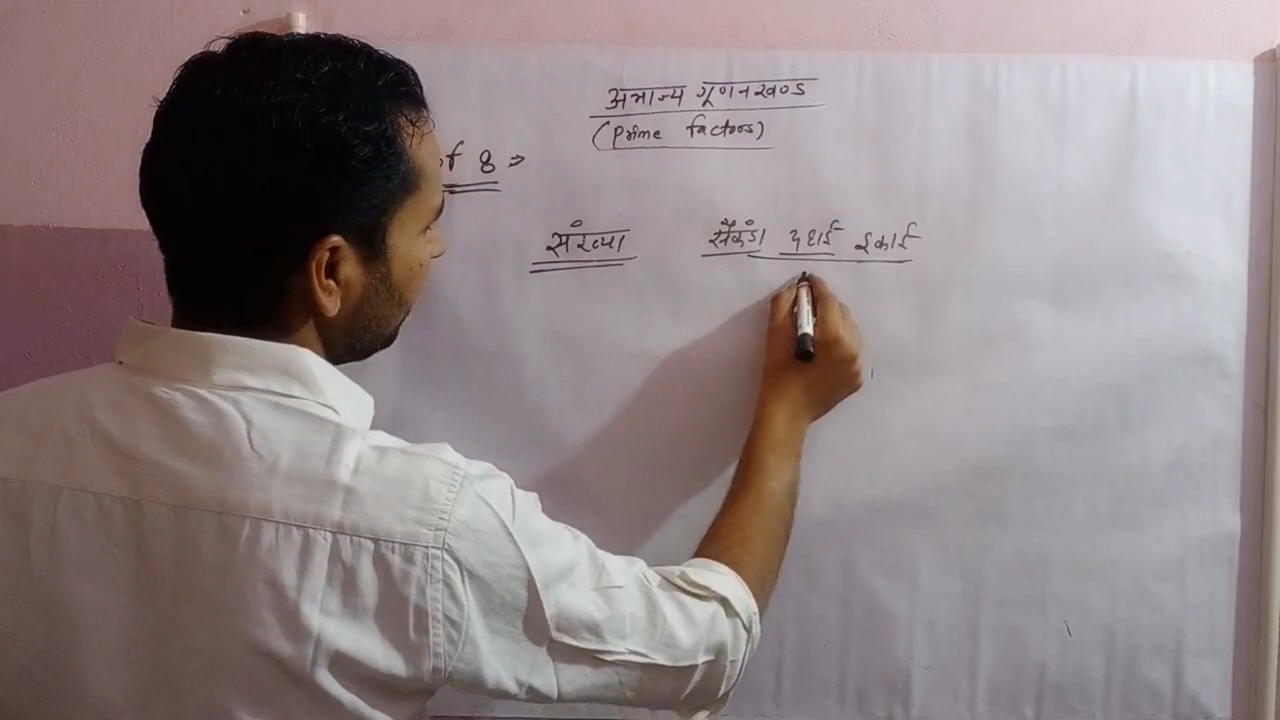 अभाज्य गूणनखण्ड
(Prime factors)
of 8 ⇒
संख्या सैंकडा दहाई इकाई